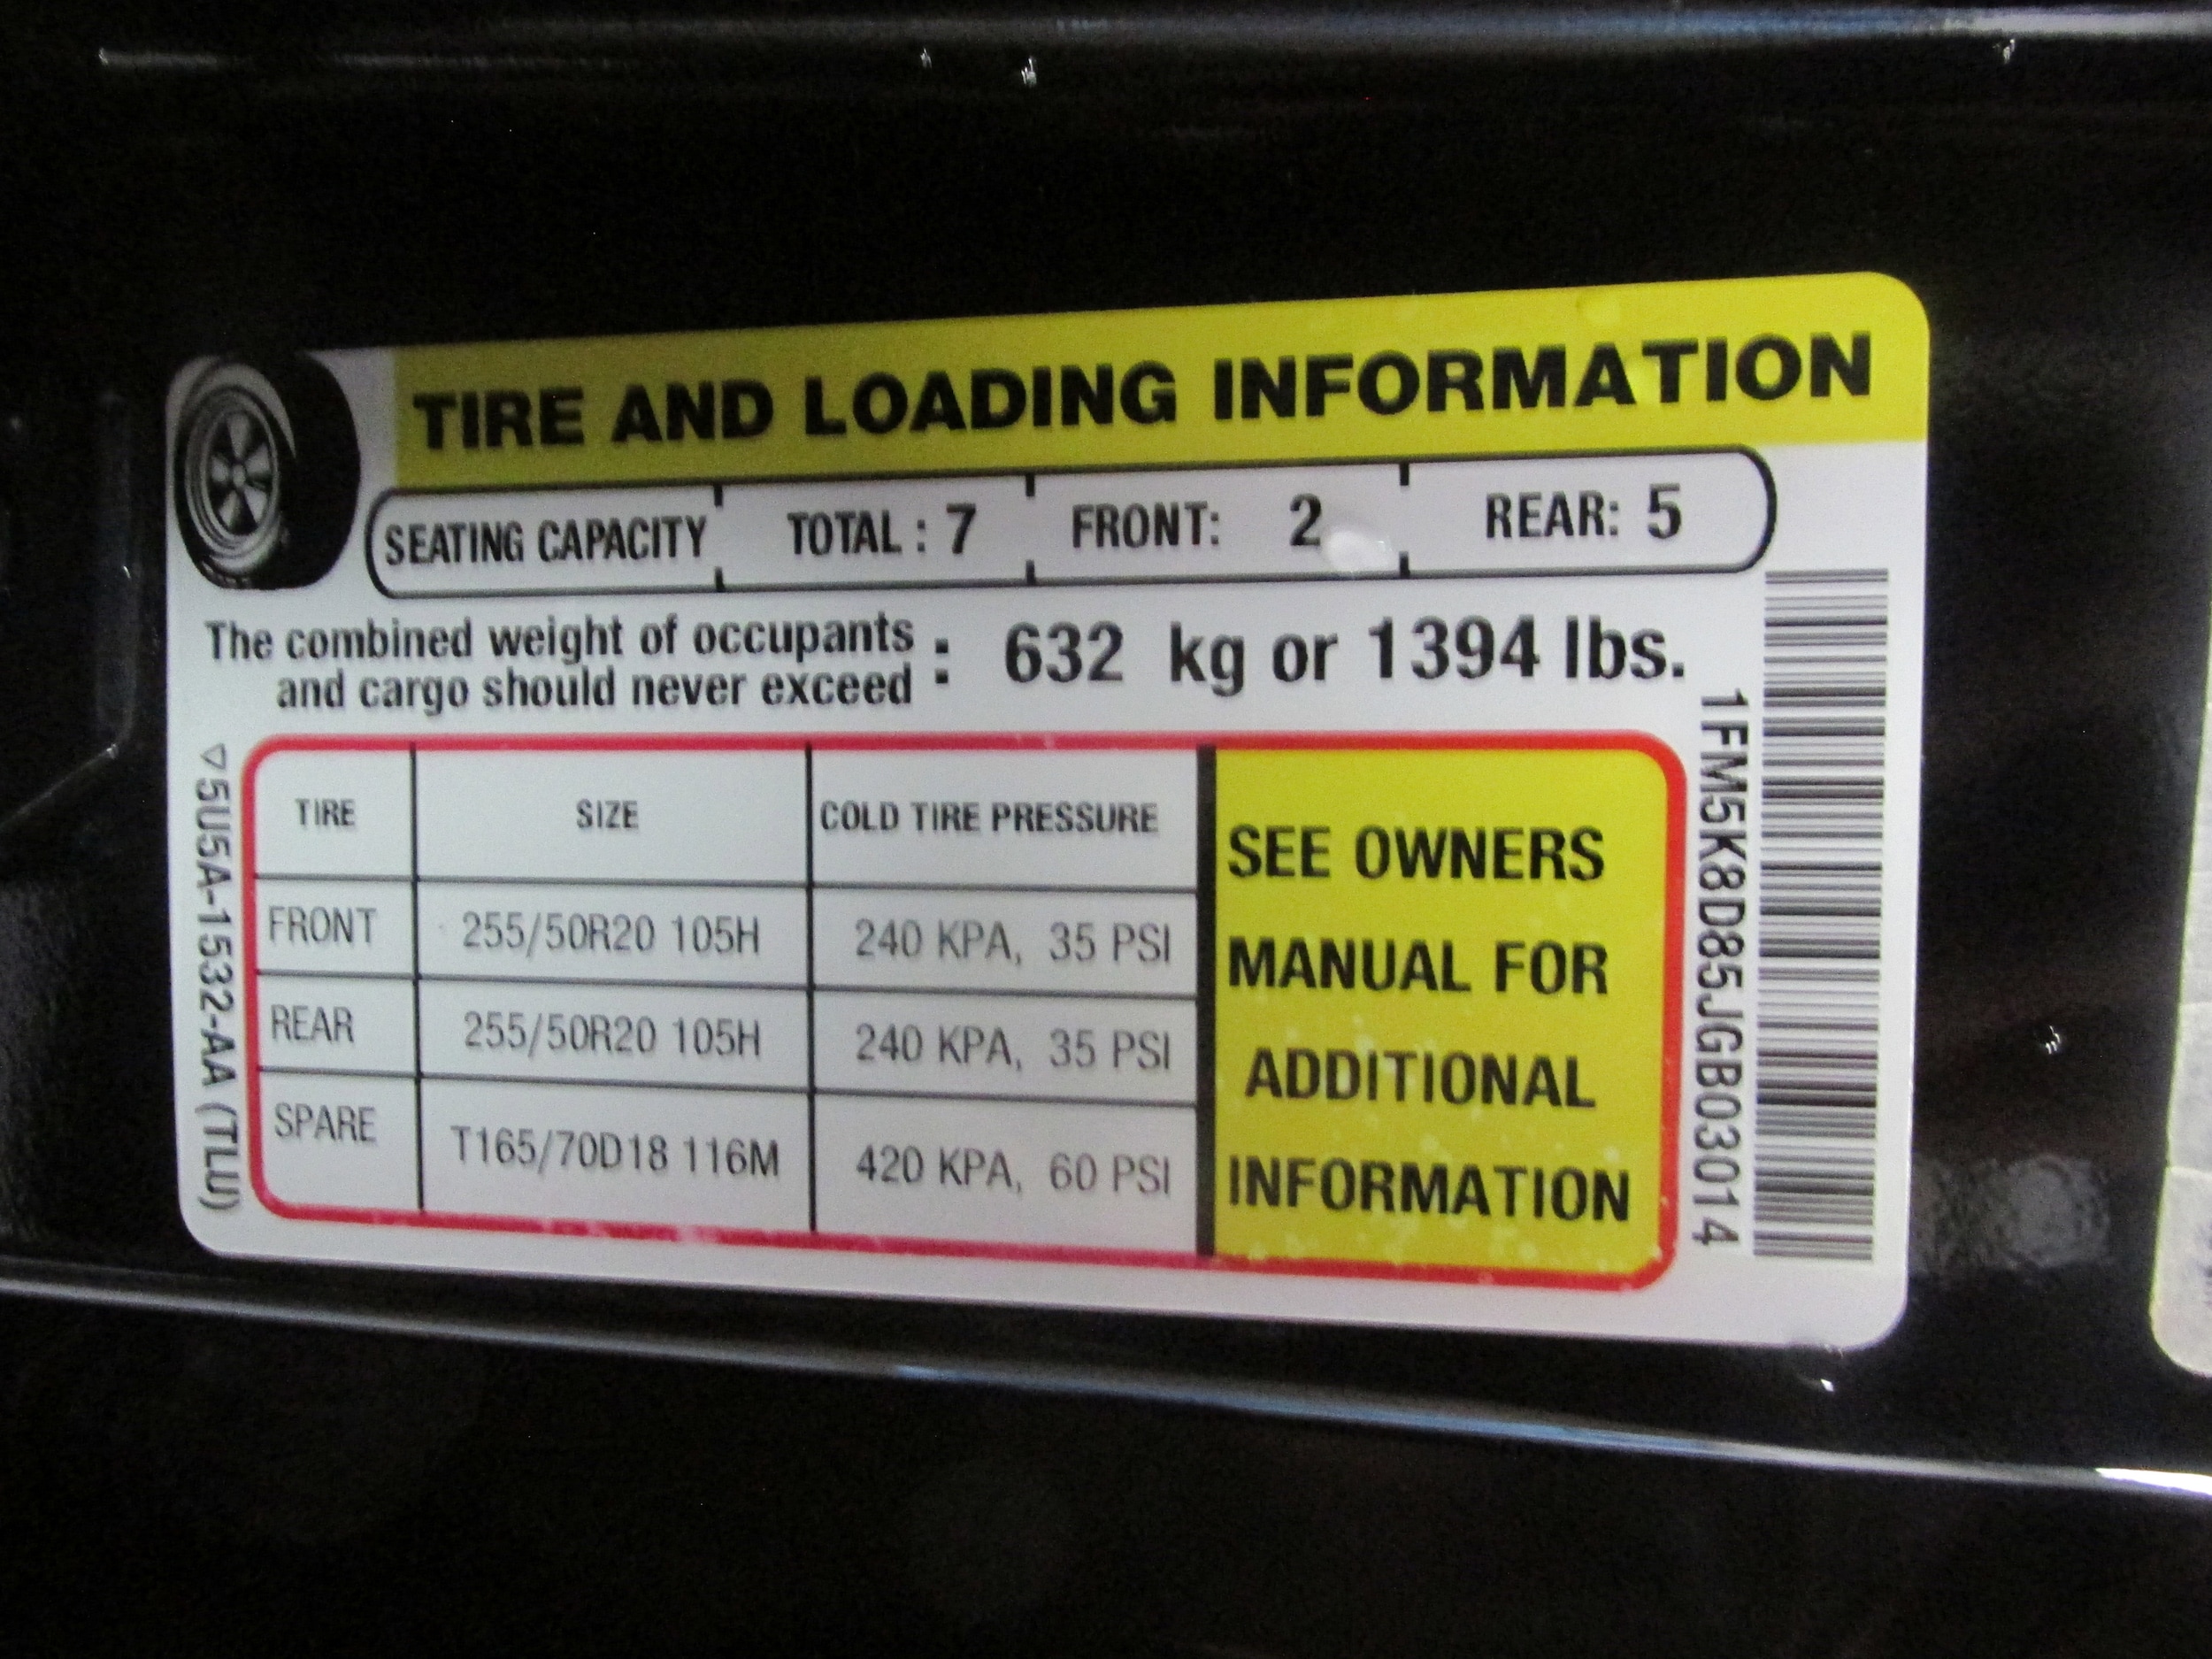 TIRE AND LOADING INFORMATION
SEATING CAPACITY TOTAL : 7 FRONT: 2 REAR: 5
The combined weight of occupants
and cargo should never exceed : 632 kg or 1394 lbs.
TIRE SIZE COLD TIRE PRESSURE
FRONT 255/50R20 105H 240 KPA, 35 PSI
REAR 255/50R20 105H 240 KPA, 35 PSI
SPARE T165/70D18 116M 420 KPA, 60 PSI
SEE OWNERS
MANUAL FOR
ADDITIONAL
INFORMATION
▽5U5A-1532-AA (TLU)
1FM5K8D85JGB03014